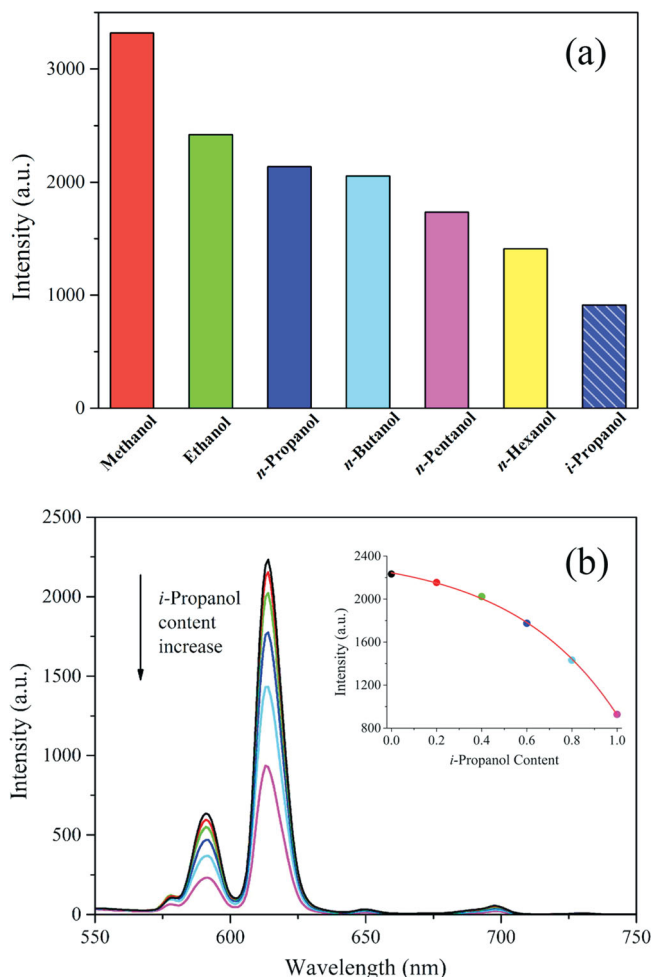 (a)
Intensity (a.u.)
3000
2000
1000
0
Methanol
Ethanol
n-Propanol
n-Butanol
n-Pentanol
n-Hexanol
i-Propanol
(b)
Intensity (a.u.)
2500
2000
1500
1000
500
0
i-Propanol
content
increase
Intensity (a.u.)
2400
2000
1600
1200
800
0.0 0.2 0.4 0.6 0.8 1.0
i-Propanol Content
550 600 650 700 750
Wavelength (nm)